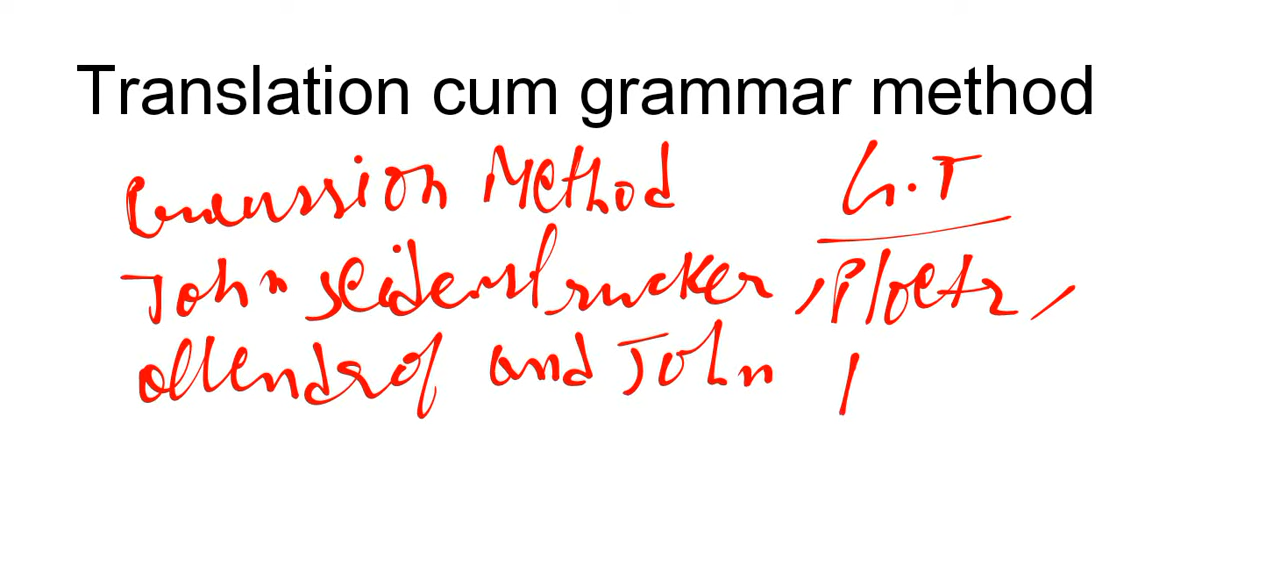 Translation cum grammar method
Method G.T
John seidenstrucker, Ploetz,
ollendrof and John